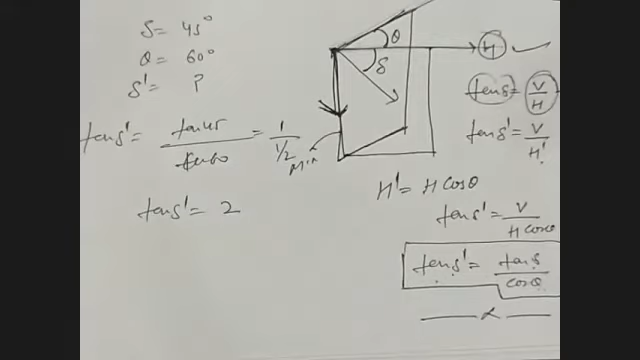 δ = 45°
θ = 60°
δ' = ?
tanδ' = tan45 / cos60 = 1 / 1/2
tanδ' = 2
θ
H
δ
tanδ = V/H
tanδ' = V/H'
H' = H cosθ
tanδ' = V / H cosθ
tanδ' = tanδ / cosθ